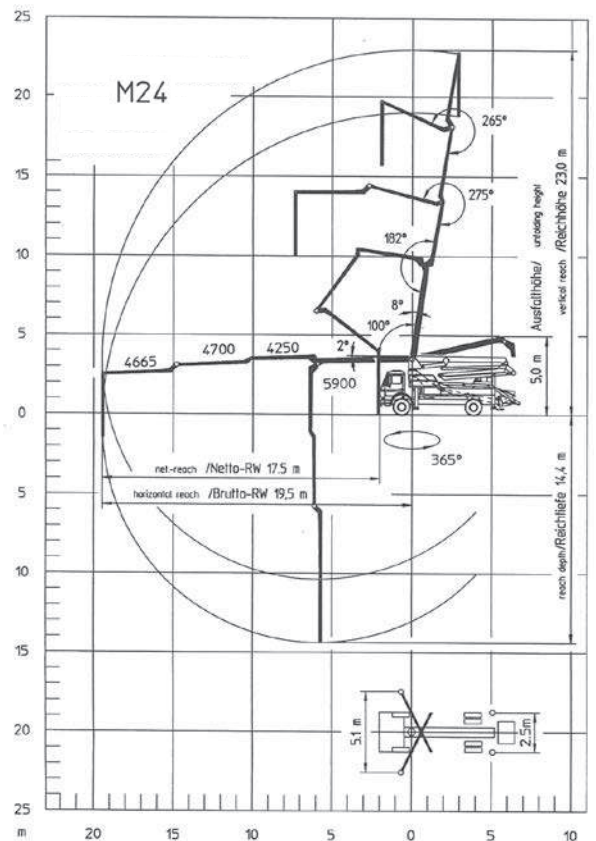 25
M24
20
265°
15
275°
182°
10
8°
100°
5
4665
4700
4250
2°
5900
0
365°
net.-reach /Netto-RW 17.5 m
horizontal reach /Brutto-RW 19,5 m
5
10
15
20
25
m
20
15
10
5
0
5
10
Ausfalthöhe/ unfolding height
5,0 m
vertical reach /Reichhöhe 23,0 m
reach depth/Reichtiefe 14,4 m
5.1 m
2.5m